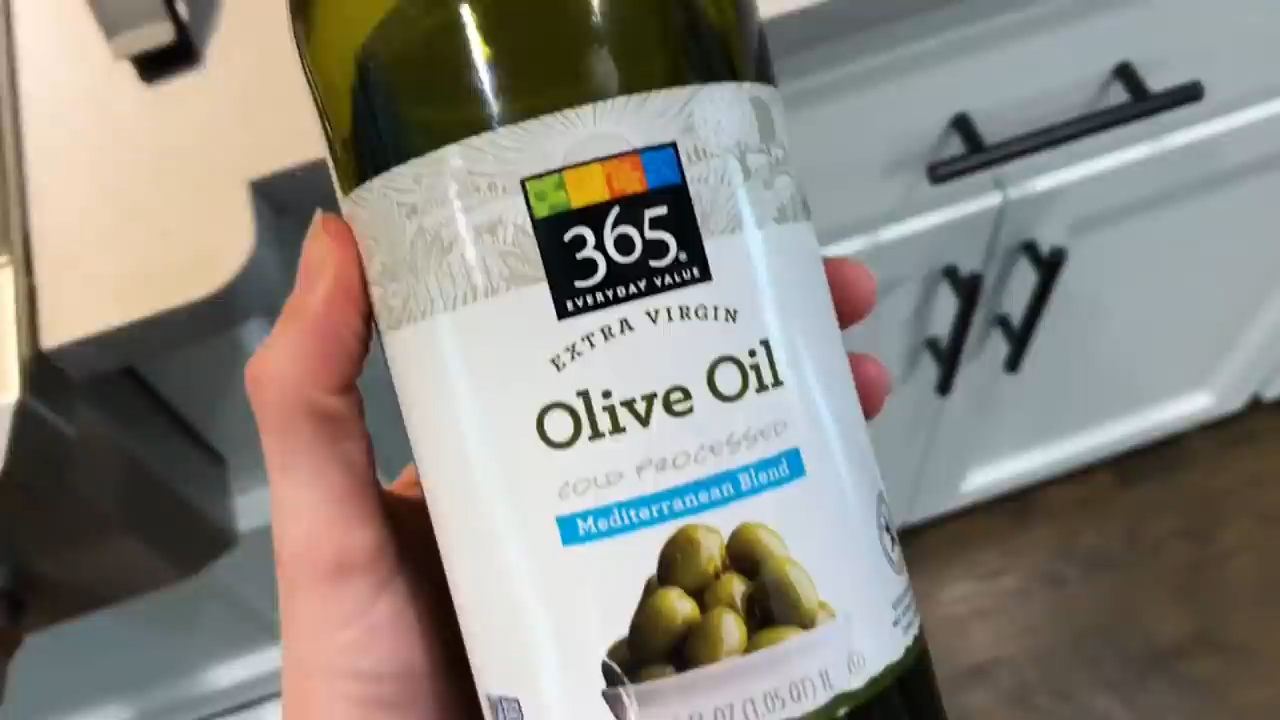 365
EVERYDAY VALUE
EXTRA VIRGIN
Olive Oil
COLD PROCESSED
Mediterranean Blend